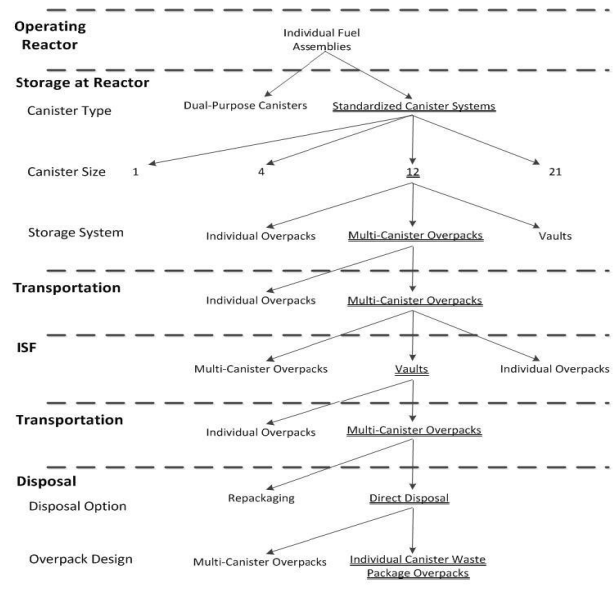 Operating
Reactor
Individual Fuel
Assemblies
Storage at Reactor
Canister Type
Dual-Purpose Canisters
Standardized Canister Systems
Canister Size
1
4
12
21
Storage System
Individual Overpacks
Multi-Canister Overpacks
Vaults
Transportation
Individual Overpacks
Multi-Canister Overpacks
ISF
Multi-Canister Overpacks
Vaults
Individual Overpacks
Transportation
Individual Overpacks
Multi-Canister Overpacks
Disposal
Disposal Option
Repackaging
Direct Disposal
Overpack Design
Multi-Canister Overpacks
Individual Canister Waste
Package Overpacks